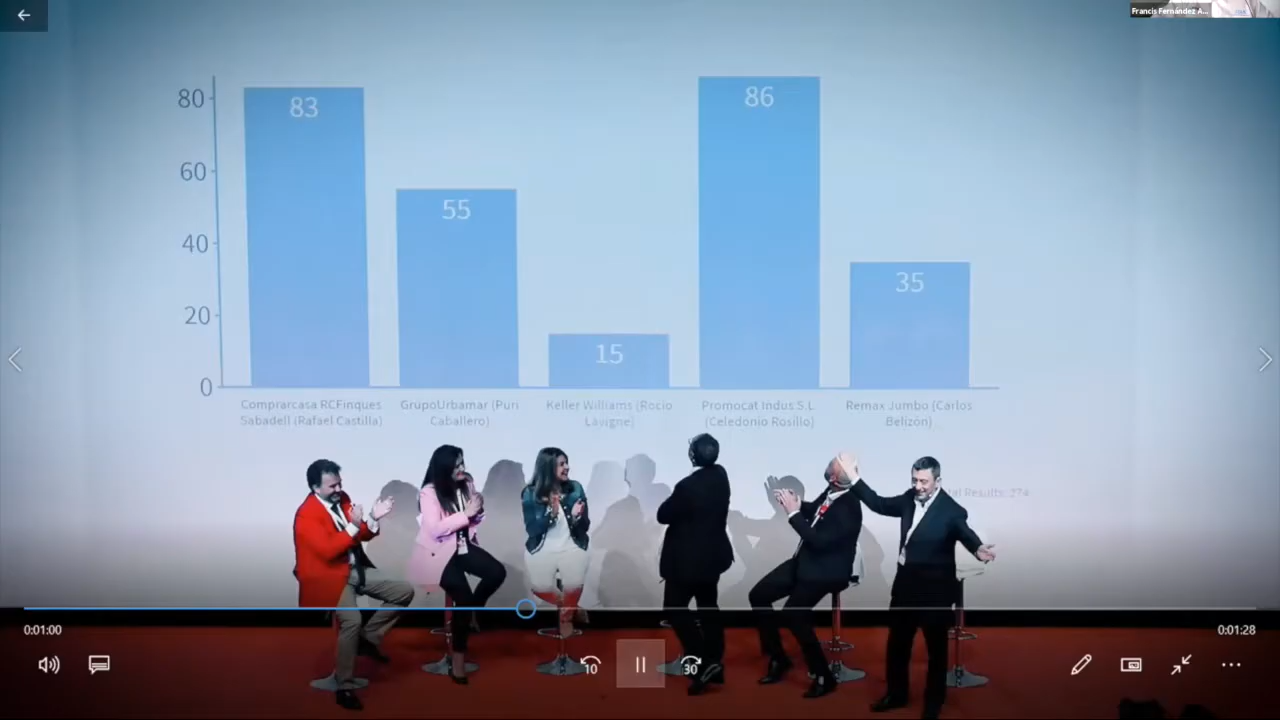 Francis Fernández A...
80
60
40
20
0
83
55
15
86
35
Comprarcasa RCFinques
Sabadell (Rafael Castilla)
GrupoUrbamar (Puri
Caballero)
Keller Williams (Rocío
Lavigne)
Promocat Indus S.L
(Celedonio Rosillo)
Remax Jumbo (Carlos
Belizón)
Results: 274
0:01:00
0:01:28
10
30